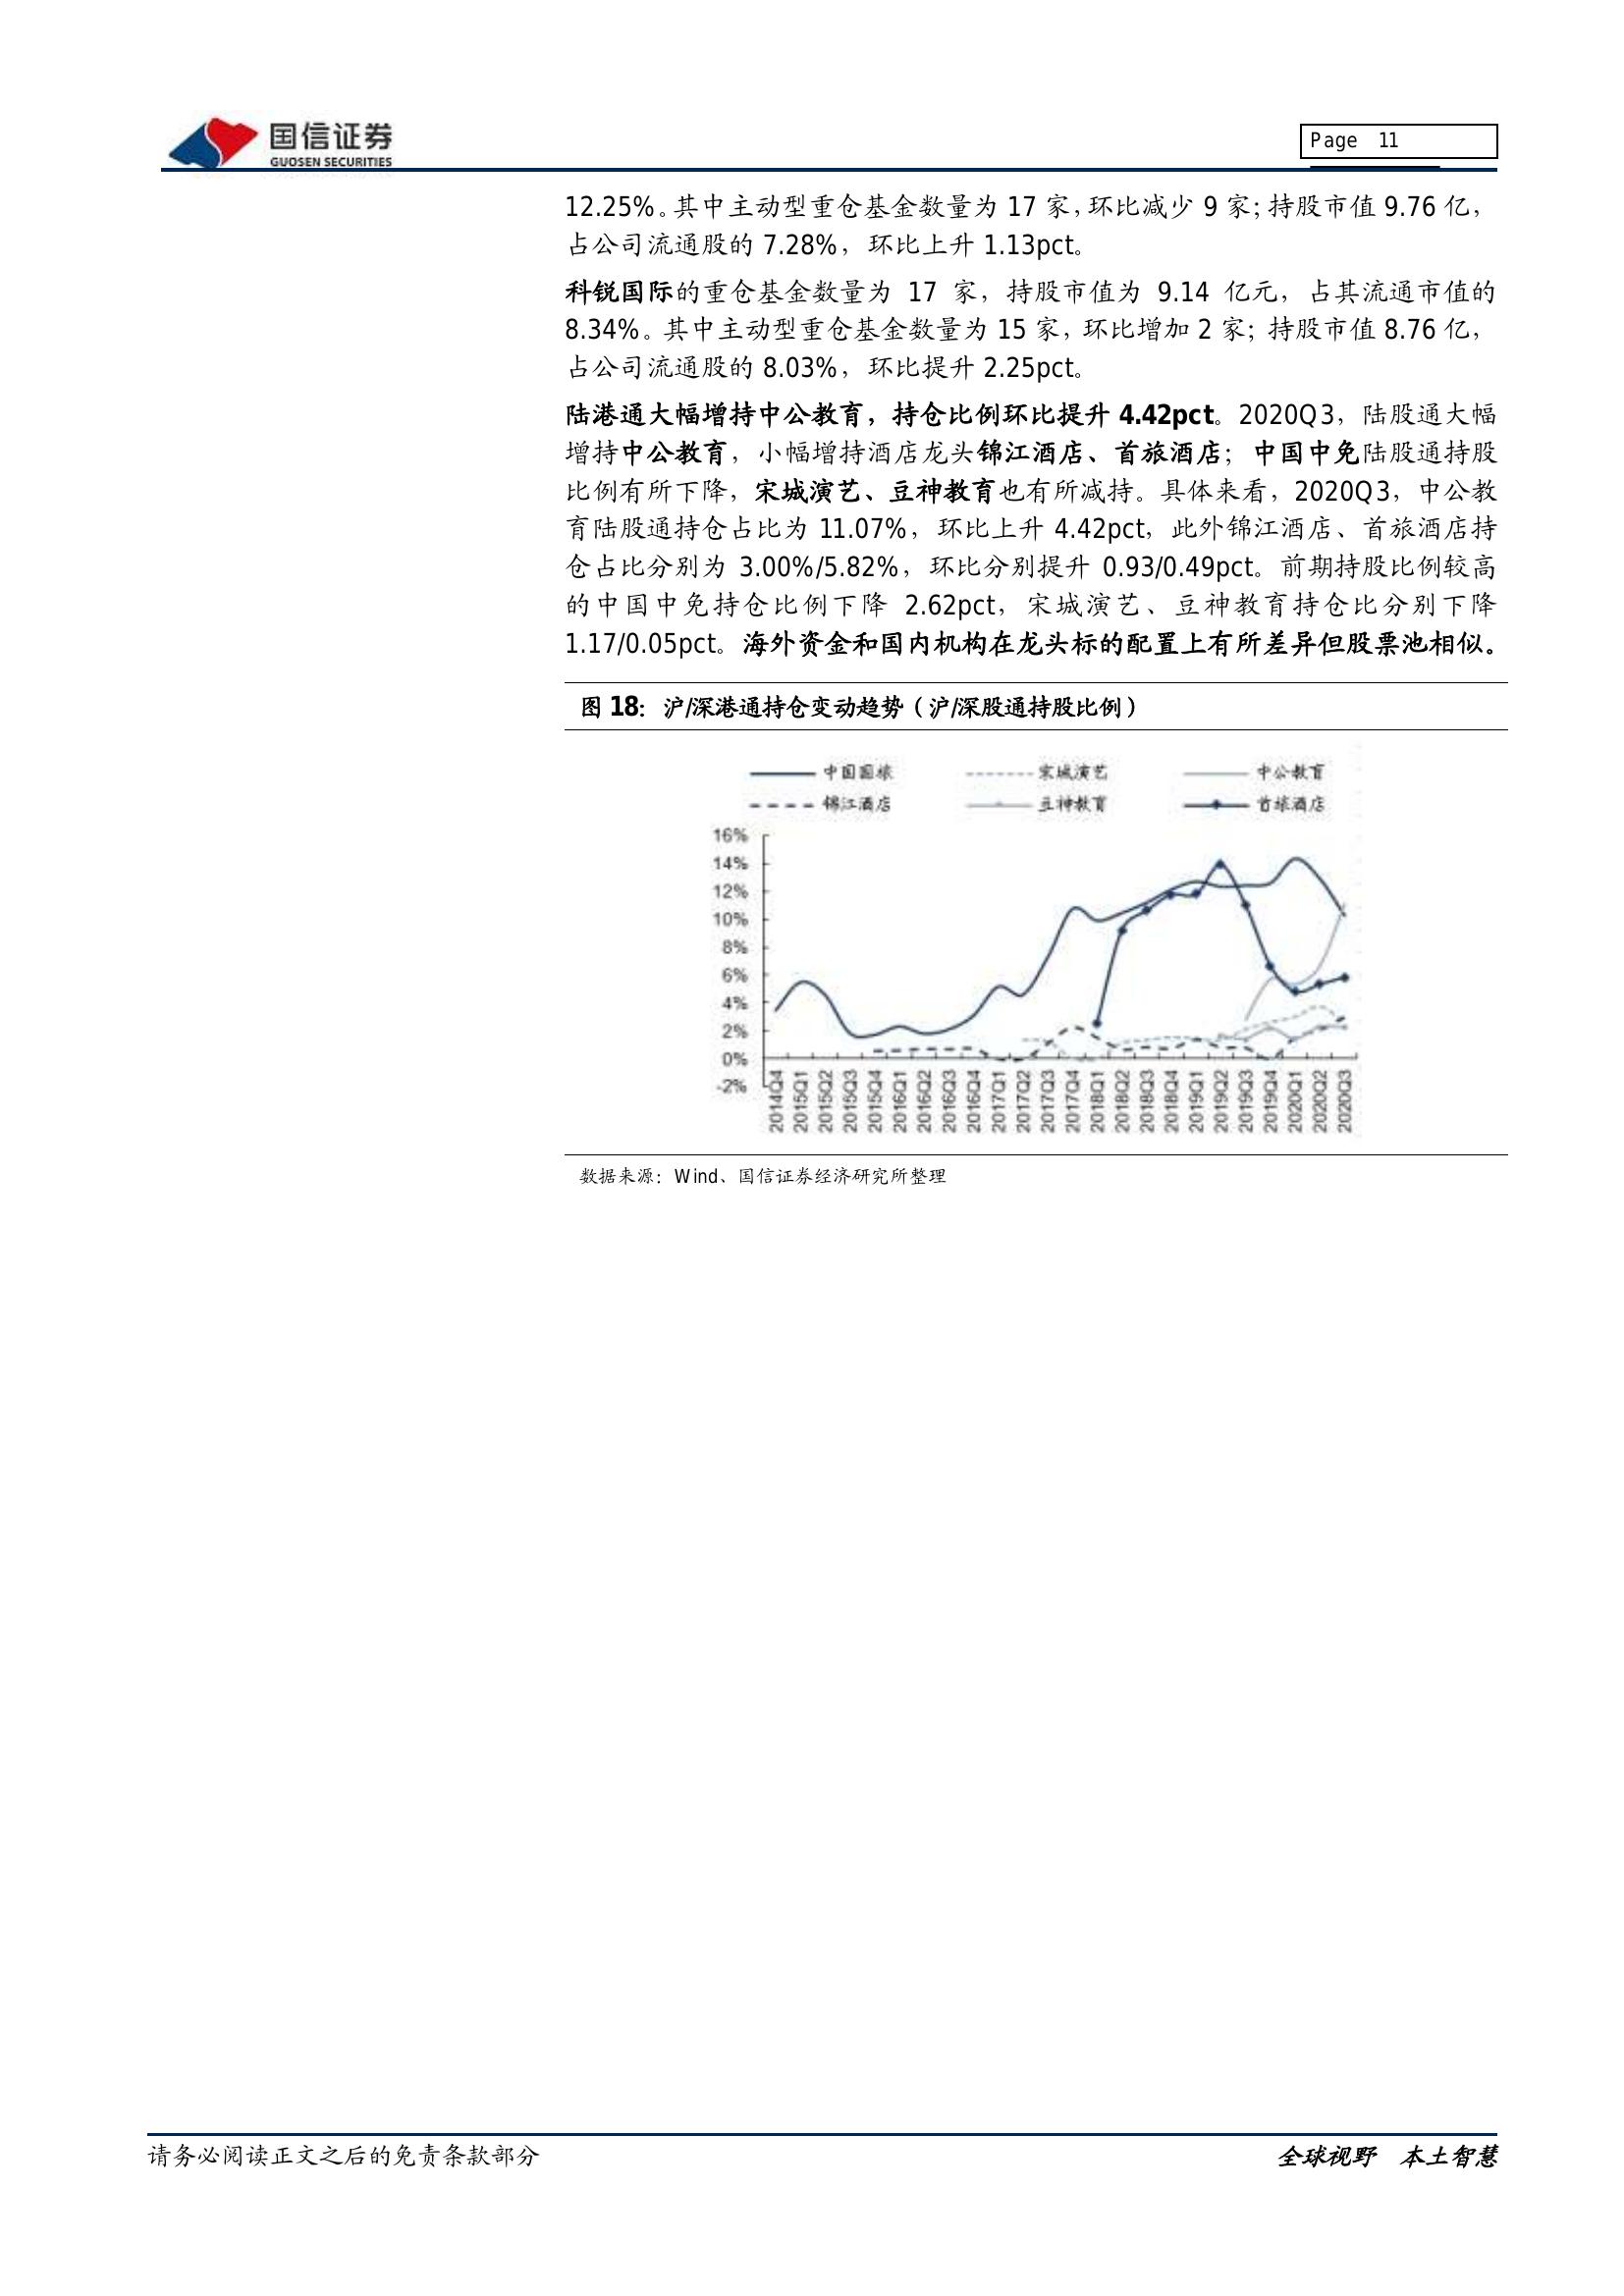 国信证券
GUOSEN SECURITIES
Page 11
12.25%。其中主动型重仓基金数量为 17 家，环比减少 9 家；持股市值 9.76 亿，
占公司流通股的 7.28%，环比上升 1.13pct。
科锐国际的重仓基金数量为 17 家，持股市值为 9.14 亿元，占其流通市值的
8.34%。其中主动型重仓基金数量为 15 家，环比增加 2 家；持股市值 8.76 亿，
占公司流通股的 8.03%，环比提升 2.25pct。
陆港通大幅增持中公教育，持仓比例环比提升 4.42pct。2020Q3，陆股通大幅
增持中公教育，小幅增持酒店龙头锦江酒店、首旅酒店；中国中免陆股通持股
比例有所下降，宋城演艺、豆神教育也有所减持。具体来看，2020Q3，中公教
育陆股通持仓占比为 11.07%，环比上升 4.42pct，此外锦江酒店、首旅酒店持
仓占比分别为 3.00%/5.82%，环比分别提升 0.93/0.49pct。前期持股比例较高
的中国中免持仓比例下降 2.62pct，宋城演艺、豆神教育持仓比分别下降
1.17/0.05pct。海外资金和国内机构在龙头标的配置上有所差异但股票池相似。
图 18：沪/深港通持仓变动趋势（沪/深股通持股比例）
中国国旅 宋城演艺 中公教育
锦江酒店 豆神教育 首旅酒店
16%
14%
12%
10%
8%
6%
4%
2%
0%
-2%
2014Q4 2015Q1 2015Q2 2015Q3 2015Q4 2016Q1 2016Q2 2016Q3 2016Q4 2017Q1 2017Q2 2017Q3 2017Q4 2018Q1 2018Q2 2018Q3 2018Q4 2019Q1 2019Q2 2019Q3 2019Q4 2020Q1 2020Q2 2020Q3
数据来源：Wind、国信证券经济研究所整理
请务必阅读正文之后的免责条款部分
全球视野 本土智慧